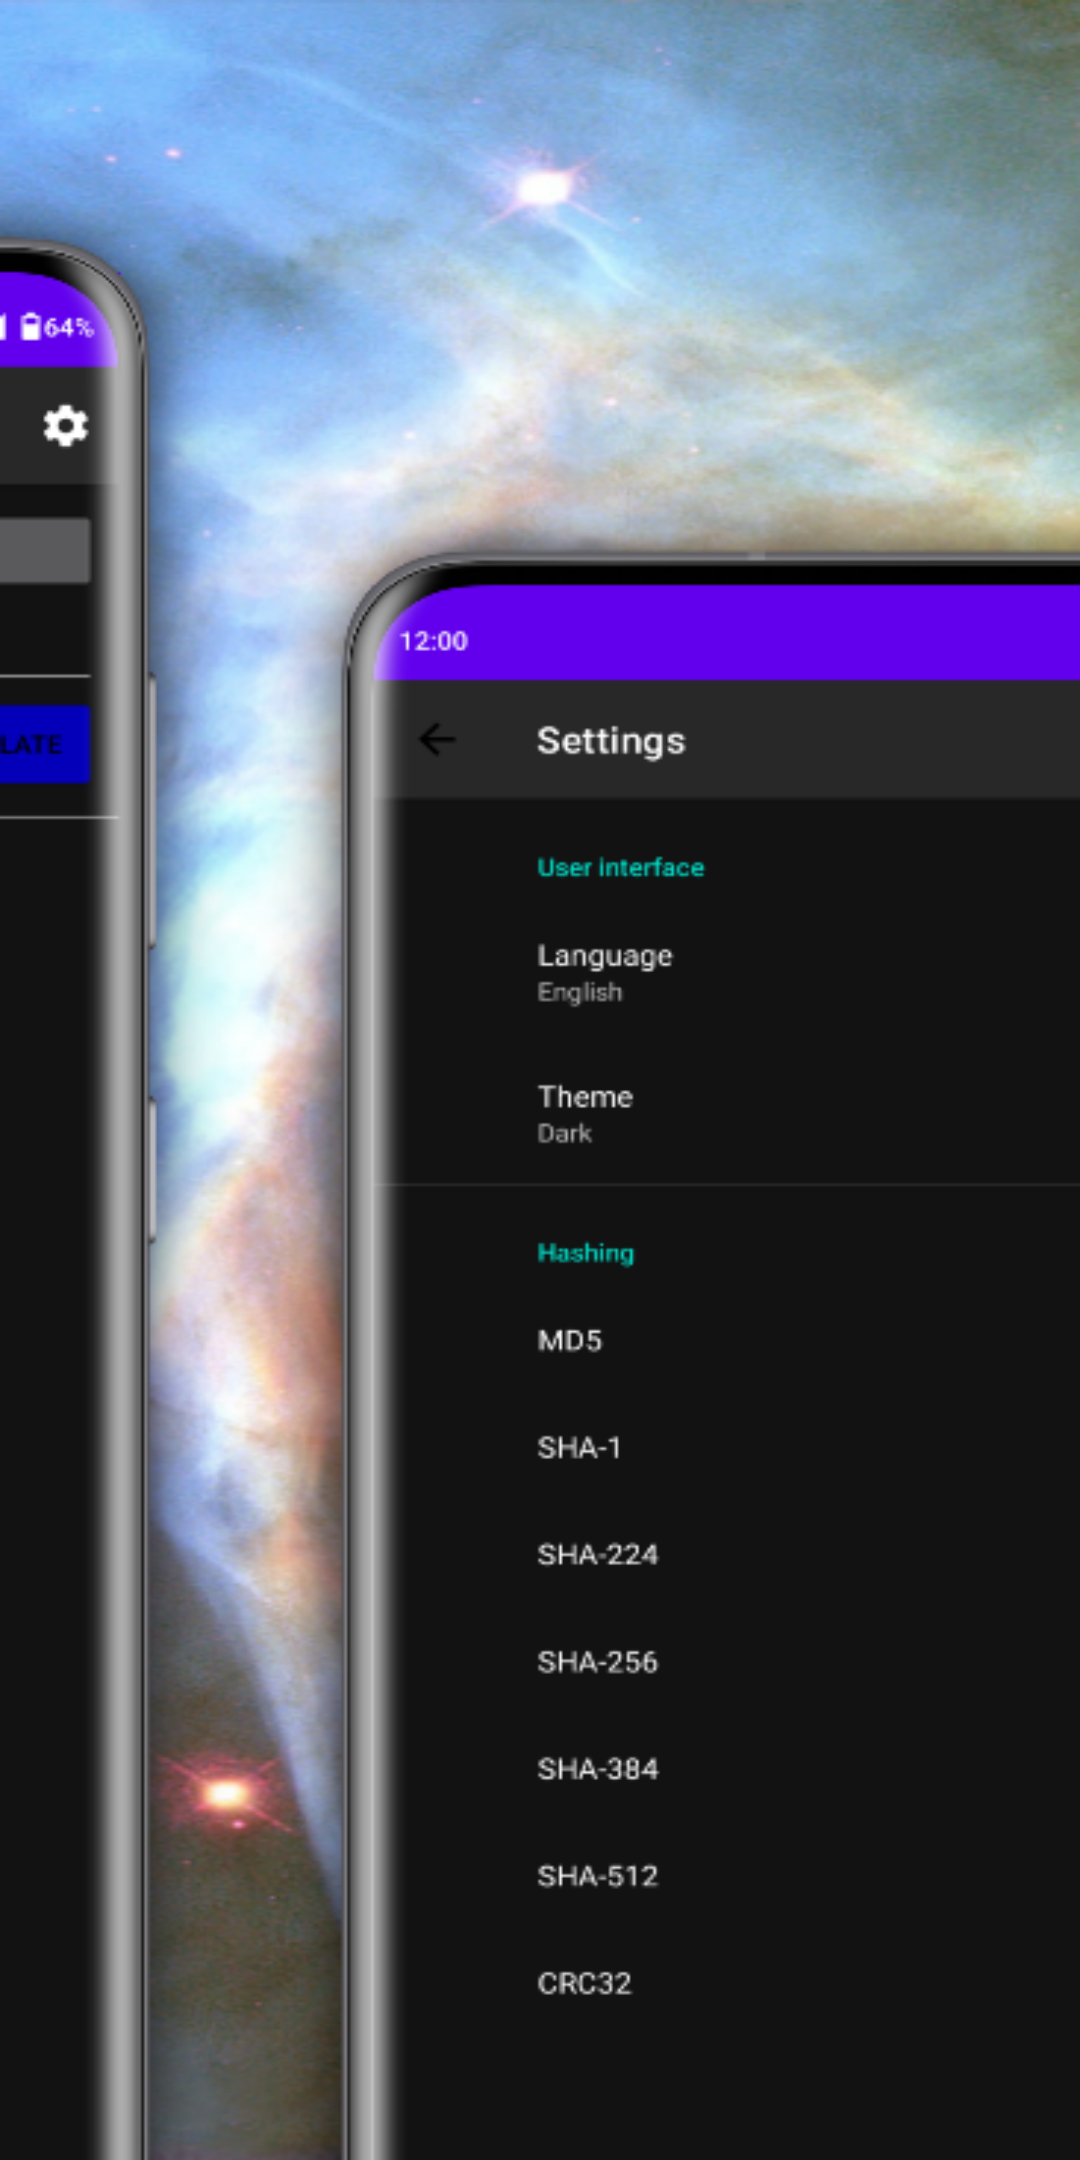 64%
LATE
12:00
Settings
User interface
Language
English
Theme
Dark
Hashing
MD5
SHA-1
SHA-224
SHA-256
SHA-384
SHA-512
CRC32